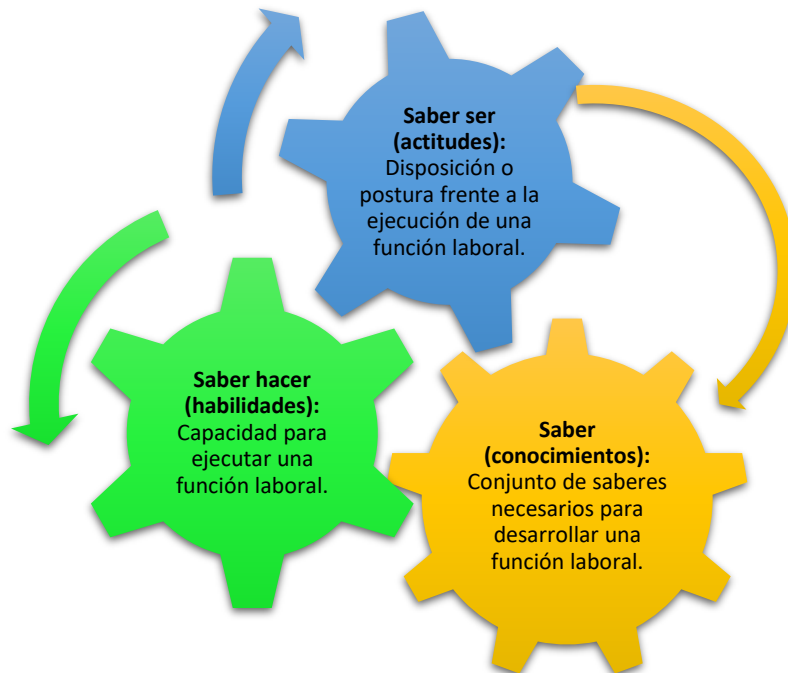 Saber ser
(actitudes):
Disposición o
postura frente a la
ejecución de una
función laboral.
Saber hacer
(habilidades):
Capacidad para
ejecutar una
función laboral.
Saber
(conocimientos):
Conjunto de saberes
necesarios para
desarrollar una
función laboral.